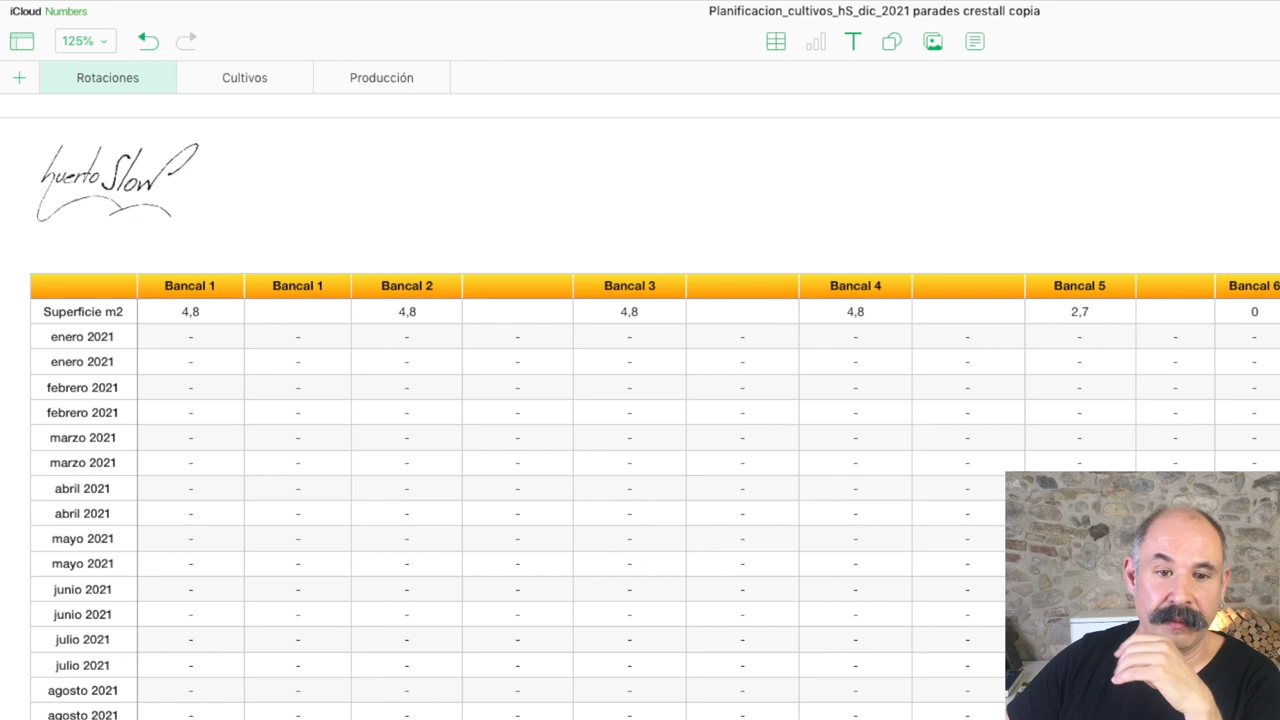 iCloud Numbers
Planificacion_cultivos_hS_dic_2021 parades crestall copia
125%
Rotaciones Cultivos Producción
huerto Slow
Bancal 1 Bancal 1 Bancal 2 Bancal 3 Bancal 4 Bancal 5 Bancal 6
Superficie m2 4,8 4,8 4,8 4,8 2,7 0
enero 2021 - - - - - - - - - - -
enero 2021 - - - - - - - - - - -
febrero 2021 - - - - - - - - - - -
febrero 2021 - - - - - - - - - - -
marzo 2021 - - - - - - - - - - -
marzo 2021 - - - - - - - - - - -
abril 2021 - - - - - - - -
abril 2021 - - - - - - - -
mayo 2021 - - - - - - - -
mayo 2021 - - - - - - - -
junio 2021 - - - - - - - -
junio 2021 - - - - - - - -
julio 2021 - - - - - - - -
julio 2021 - - - - - - - -
agosto 2021 - - - - - - - -
agosto 2021 - - - - - - - -